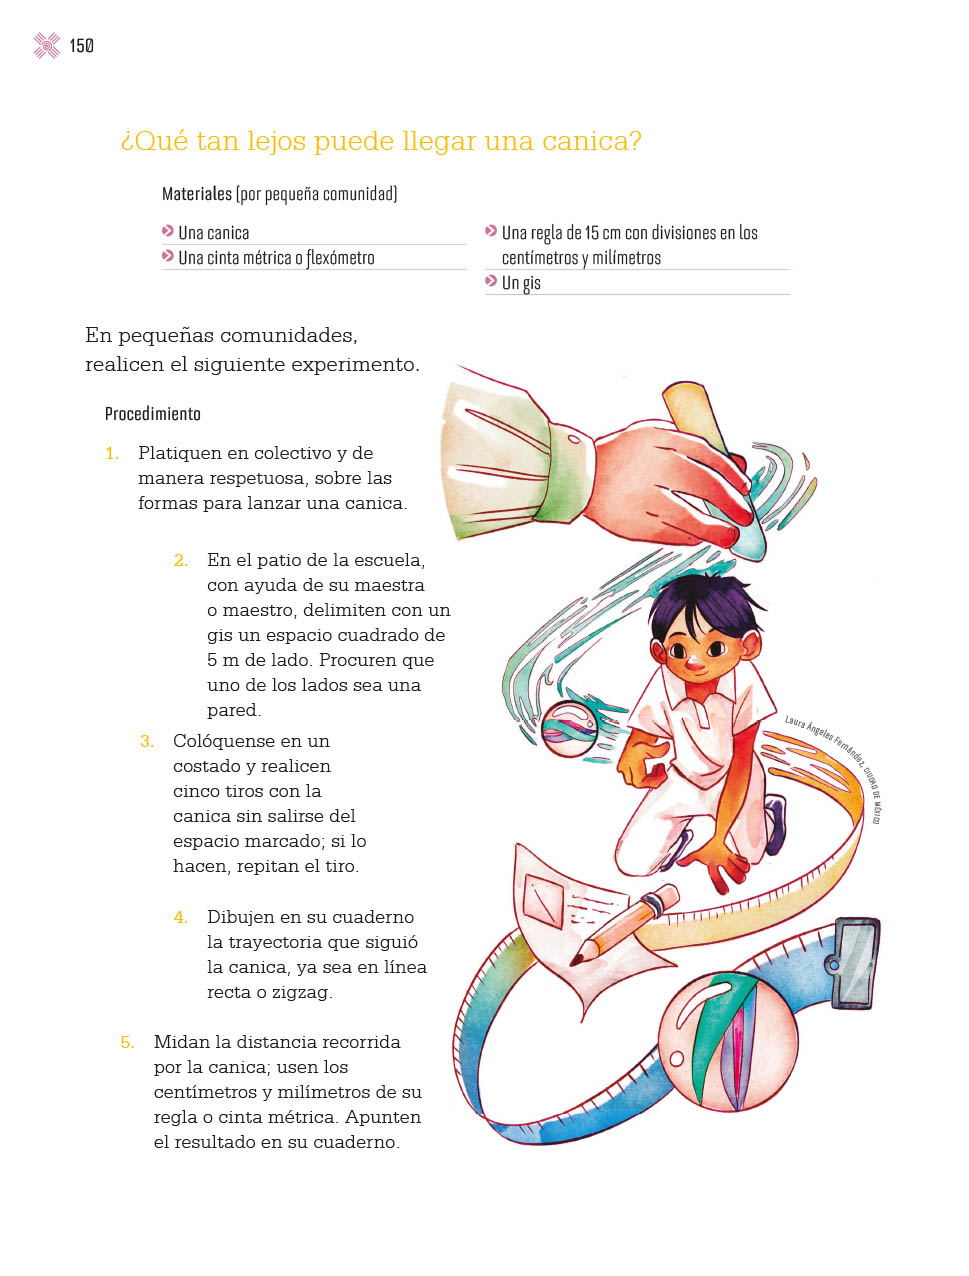 150
¿Qué tan lejos puede llegar una canica?
Materiales (por pequeña comunidad)
Una canica
Una cinta métrica o flexómetro
Una regla de 15 cm con divisiones en los
centímetros y milímetros
Un gis
En pequeñas comunidades,
realicen el siguiente experimento.
Procedimiento
1. Platiquen en colectivo y de
manera respetuosa, sobre las
formas para lanzar una canica.
2. En el patio de la escuela,
con ayuda de su maestra
o maestro, delimiten con un
gis un espacio cuadrado de
5 m de lado. Procuren que
uno de los lados sea una
pared.
3. Colóquense en un
costado y realicen
cinco tiros con la
canica sin salirse del
espacio marcado; si lo
hacen, repitan el tiro.
4. Dibujen en su cuaderno
la trayectoria que siguió
la canica, ya sea en línea
recta o zigzag.
5. Midan la distancia recorrida
por la canica; usen los
centímetros y milímetros de su
regla o cinta métrica. Apunten
el resultado en su cuaderno.
Laura Ángeles Fernández, CIUDAD DE MÉXICO